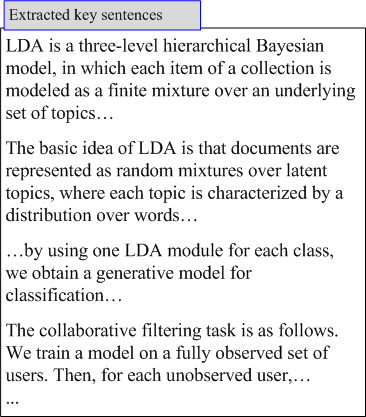 Extracted key sentences
LDA is a three-level hierarchical Bayesian
model, in which each item of a collection is
modeled as a finite mixture over an underlying
set of topics…
The basic idea of LDA is that documents are
represented as random mixtures over latent
topics, where each topic is characterized by a
distribution over words…
…by using one LDA module for each class,
we obtain a generative model for
classification…
The collaborative filtering task is as follows.
We train a model on a fully observed set of
users. Then, for each unobserved user,…
...